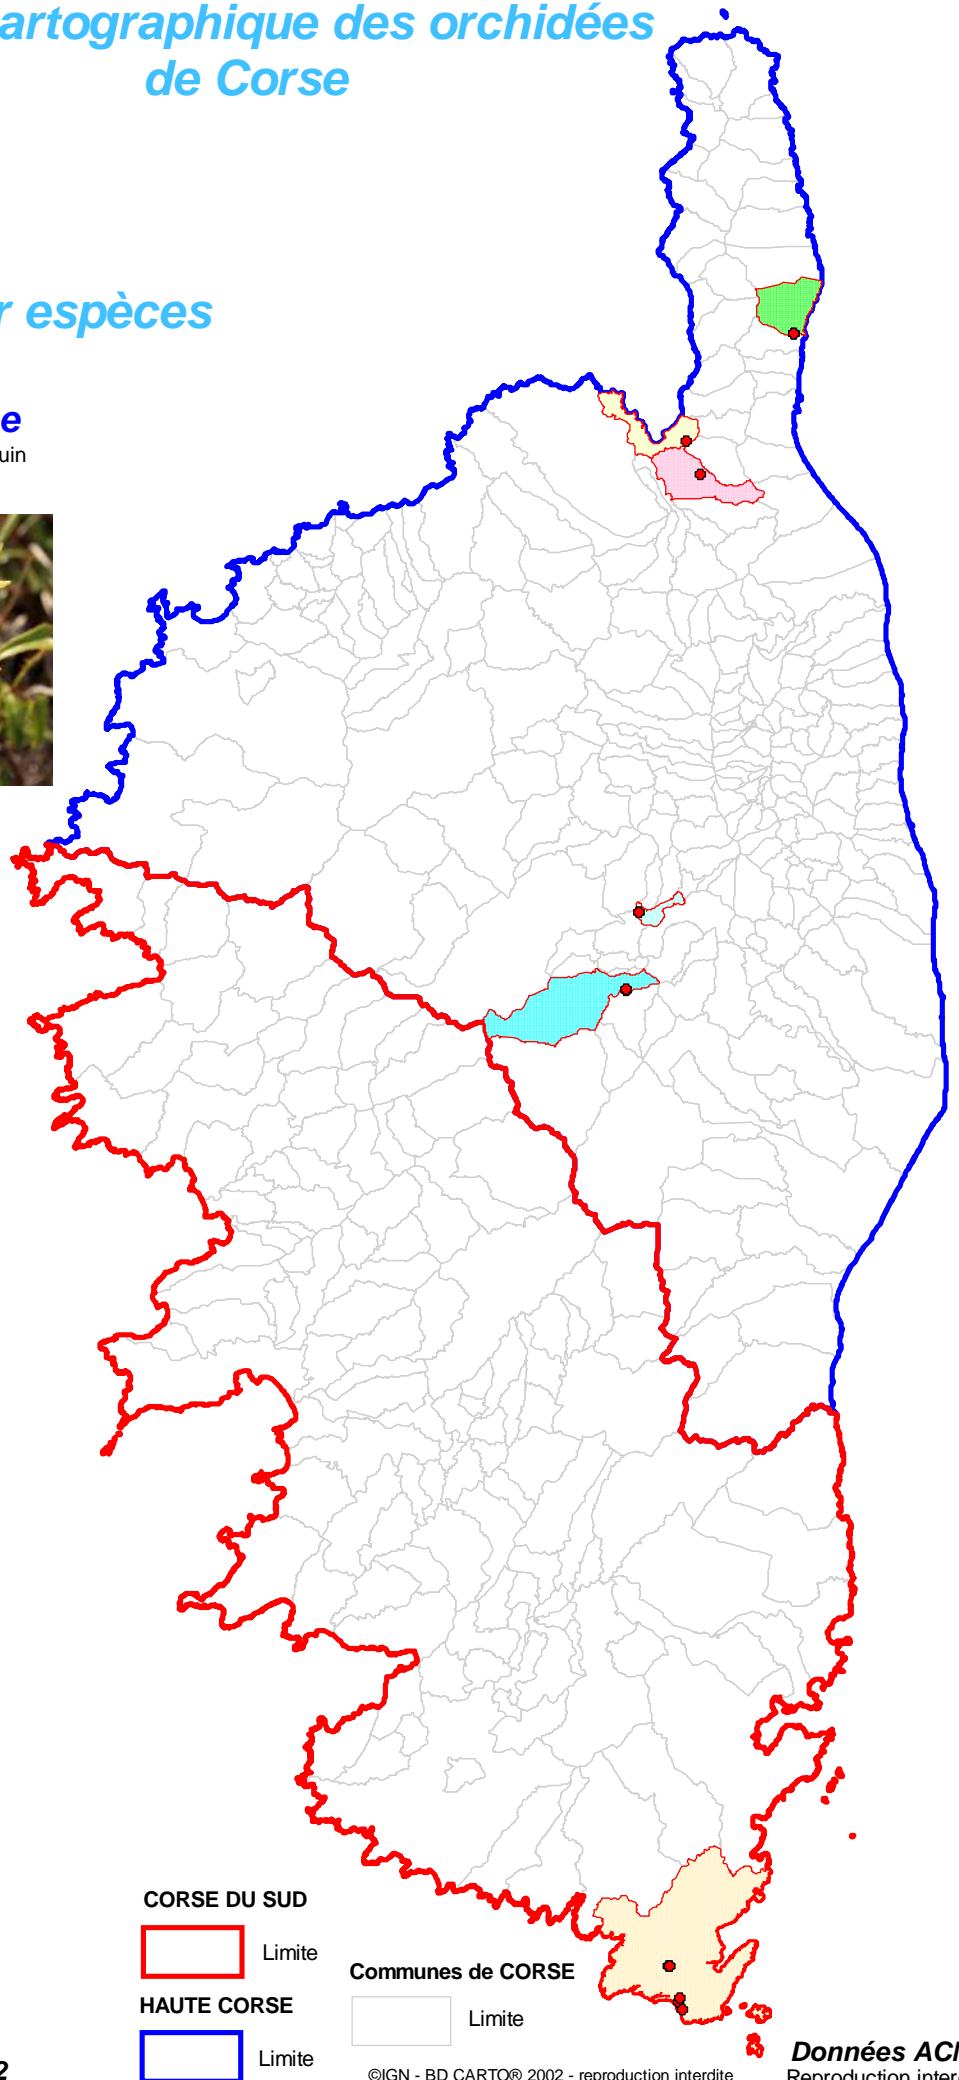 artographique des orchidées
de Corse
r espèces
e
uin
CORSE DU SUD
Limite
HAUTE CORSE
Limite
Communes de CORSE
Limite
©IGN - BD CARTO® 2002 - reproduction interdite
2
Données ACI
Reproduction inter